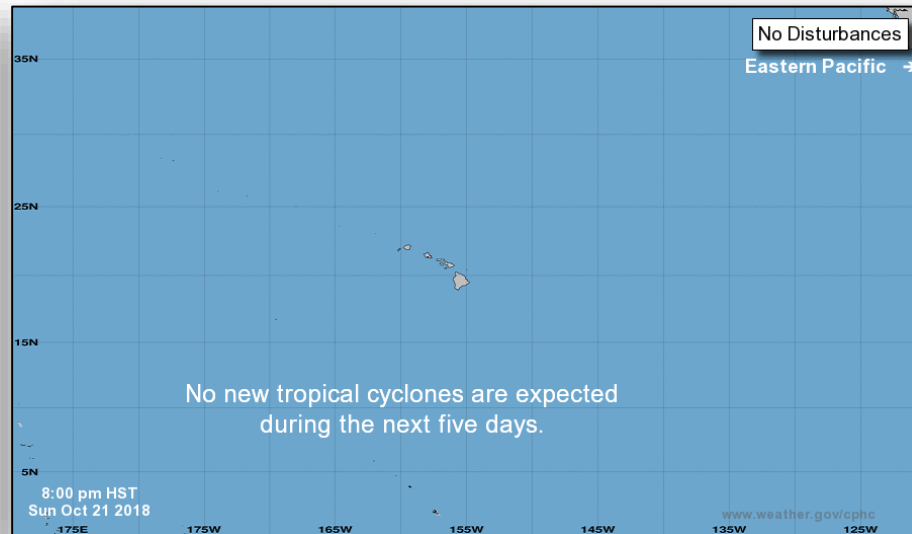 No Disturbances
Eastern Pacific →
35N
25N
15N
No new tropical cyclones are expected
during the next five days.
5N
8:00 pm HST
Sun Oct 21 2018
www.weather.gov/cphc
175E 175W 165W 155W 145W 135W 125W